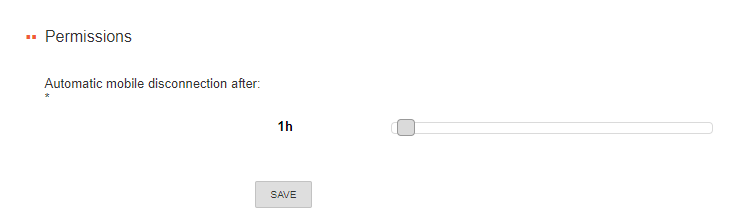 Permissions
Automatic mobile disconnection after:
*
1h
SAVE